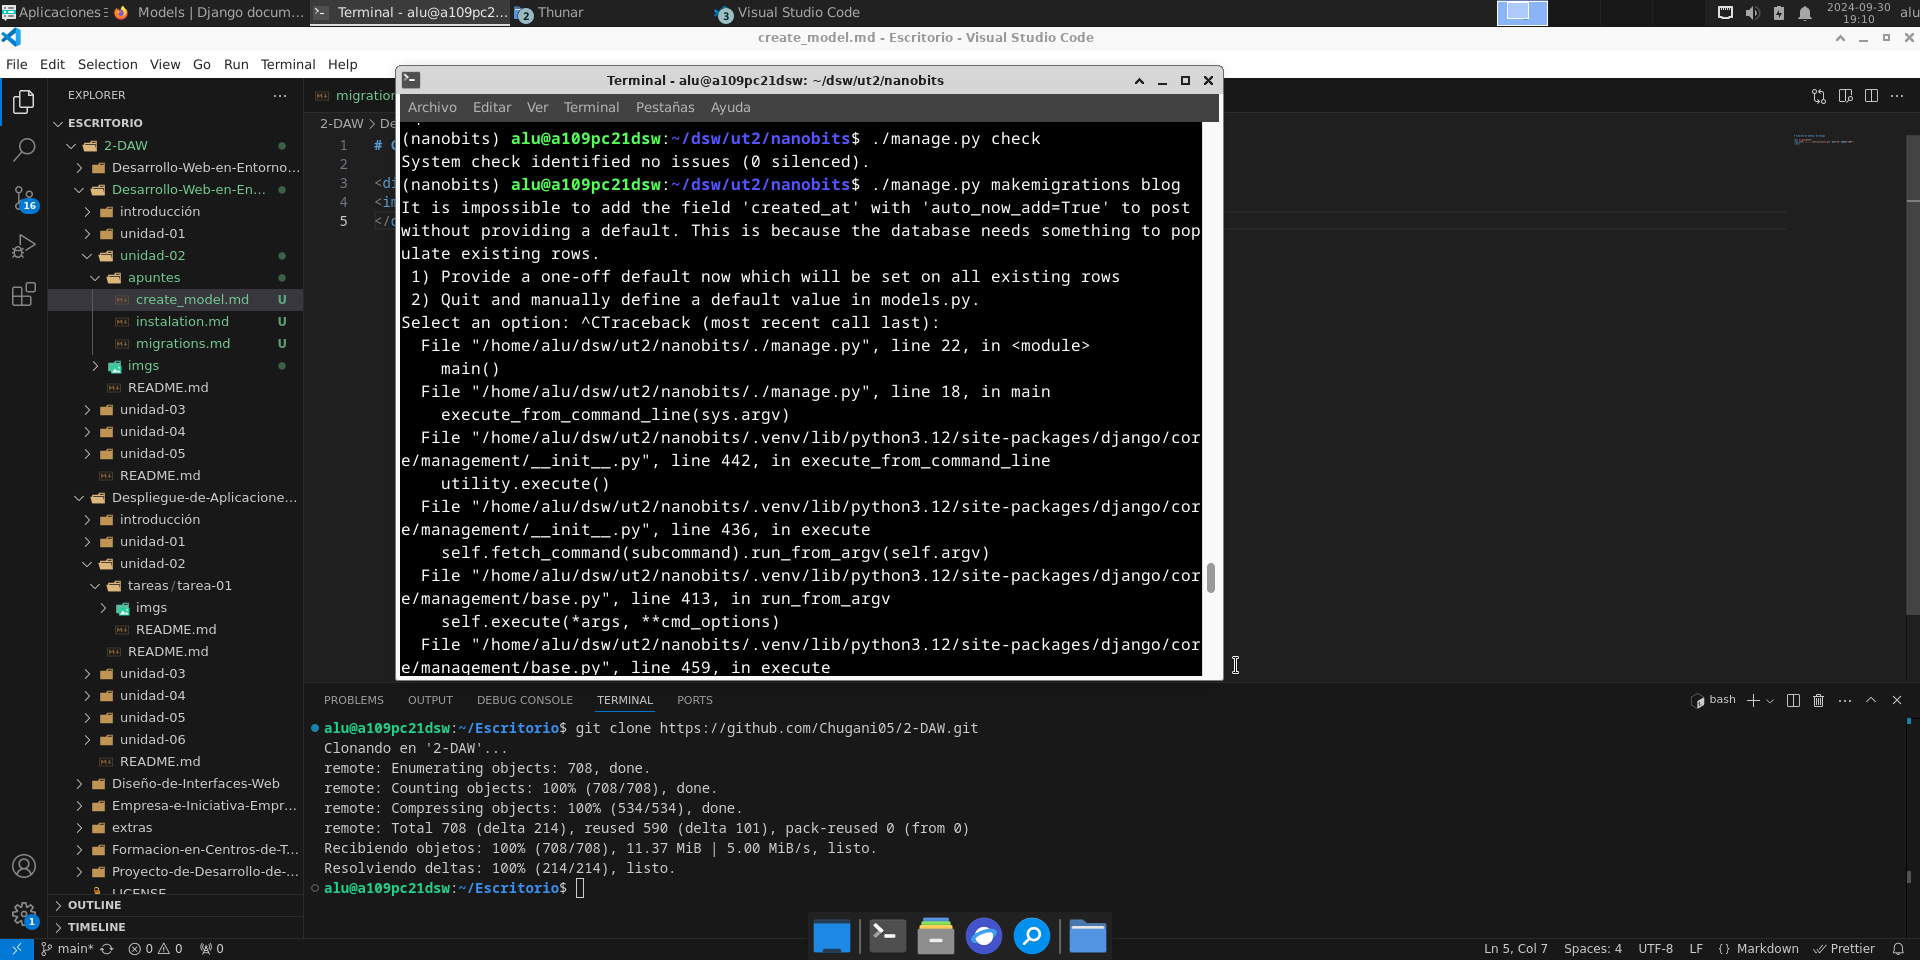 Aplicaciones
Models | Django docum...
Terminal - alu@a109pc2...
2
Thunar
3
Visual Studio Code
2024-09-30
19:10
alu
create_model.md - Escritorio - Visual Studio Code
File Edit Selection View Go Run Terminal Help
EXPLORER
ESCRITORIO
2-DAW
Desarrollo-Web-en-Entorno...
Desarrollo-Web-en-En...
16
introducción
unidad-01
unidad-02
apuntes
create_model.md U
instalation.md U
migrations.md U
imgs
README.md
unidad-03
unidad-04
unidad-05
README.md
Despliegue-de-Aplicacione...
introducción
unidad-01
unidad-02
tareas/tarea-01
imgs
README.md
README.md
unidad-03
unidad-04
unidad-05
unidad-06
README.md
Diseño-de-Interfaces-Web
Empresa-e-Iniciativa-Empr...
extras
Formacion-en-Centros-de-T...
Proyecto-de-Desarrollo-de-...
LICENSE
OUTLINE
TIMELINE
1
migration
2-DAW > De
1 #
2
3 <di
4 <im
5 </
Terminal - alu@a109pc21dsw: ~/dsw/ut2/nanobits
Archivo Editar Ver Terminal Pestañas Ayuda
(nanobits) alu@a109pc21dsw:~/dsw/ut2/nanobits$ ./manage.py check
System check identified no issues (0 silenced).
(nanobits) alu@a109pc21dsw:~/dsw/ut2/nanobits$ ./manage.py makemigrations blog
It is impossible to add the field 'created_at' with 'auto_now_add=True' to post
without providing a default. This is because the database needs something to pop
ulate existing rows.
1) Provide a one-off default now which will be set on all existing rows
2) Quit and manually define a default value in models.py.
Select an option: ^CTraceback (most recent call last):
File "/home/alu/dsw/ut2/nanobits/./manage.py", line 22, in <module>
main()
File "/home/alu/dsw/ut2/nanobits/./manage.py", line 18, in main
execute_from_command_line(sys.argv)
File "/home/alu/dsw/ut2/nanobits/.venv/lib/python3.12/site-packages/django/cor
e/management/__init__.py", line 442, in execute_from_command_line
utility.execute()
File "/home/alu/dsw/ut2/nanobits/.venv/lib/python3.12/site-packages/django/cor
e/management/__init__.py", line 436, in execute
self.fetch_command(subcommand).run_from_argv(self.argv)
File "/home/alu/dsw/ut2/nanobits/.venv/lib/python3.12/site-packages/django/cor
e/management/base.py", line 413, in run_from_argv
self.execute(*args, **cmd_options)
File "/home/alu/dsw/ut2/nanobits/.venv/lib/python3.12/site-packages/django/cor
e/management/base.py", line 459, in execute
PROBLEMS OUTPUT DEBUG CONSOLE TERMINAL PORTS
bash
alu@a109pc21dsw:~/Escritorio$ git clone https://github.com/Chugani05/2-DAW.git
Clonando en '2-DAW'...
remote: Enumerating objects: 708, done.
remote: Counting objects: 100% (708/708), done.
remote: Compressing objects: 100% (534/534), done.
remote: Total 708 (delta 214), reused 590 (delta 101), pack-reused 0 (from 0)
Recibiendo objetos: 100% (708/708), 11.37 MiB | 5.00 MiB/s, listo.
Resolviendo deltas: 100% (214/214), listo.
alu@a109pc21dsw:~/Escritorio$
main* 0 0 0
Ln 5, Col 7 Spaces: 4 UTF-8 LF {} Markdown Prettier